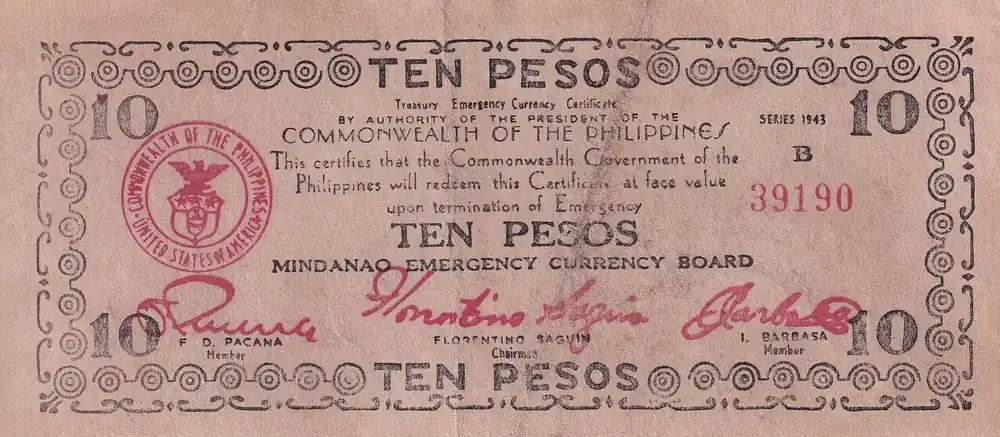 TEN PESOS
10
10
Treasury Emergency Currency Certificate
BY AUTHORITY OF THE PRESIDENT OF THE
COMMONWEALTH OF THE PHILIPPINES
SERIES 1943
This certifies that the Commonwealth Government of the
Philippines will redeem this Certificate at face value
upon termination of Emergency
B
39190
COMMONWEALTH OF THE PHILIPPINES
UNITED STATES OF AMERICA
TEN PESOS
MINDANAO EMERGENCY CURRENCY BOARD
Florentino Saguin
I Barbasa
10
10
F D. PACANA
Member
FLORENTINO SAGUIN
Chairman
I. BARBASA
Member
TEN PESOS